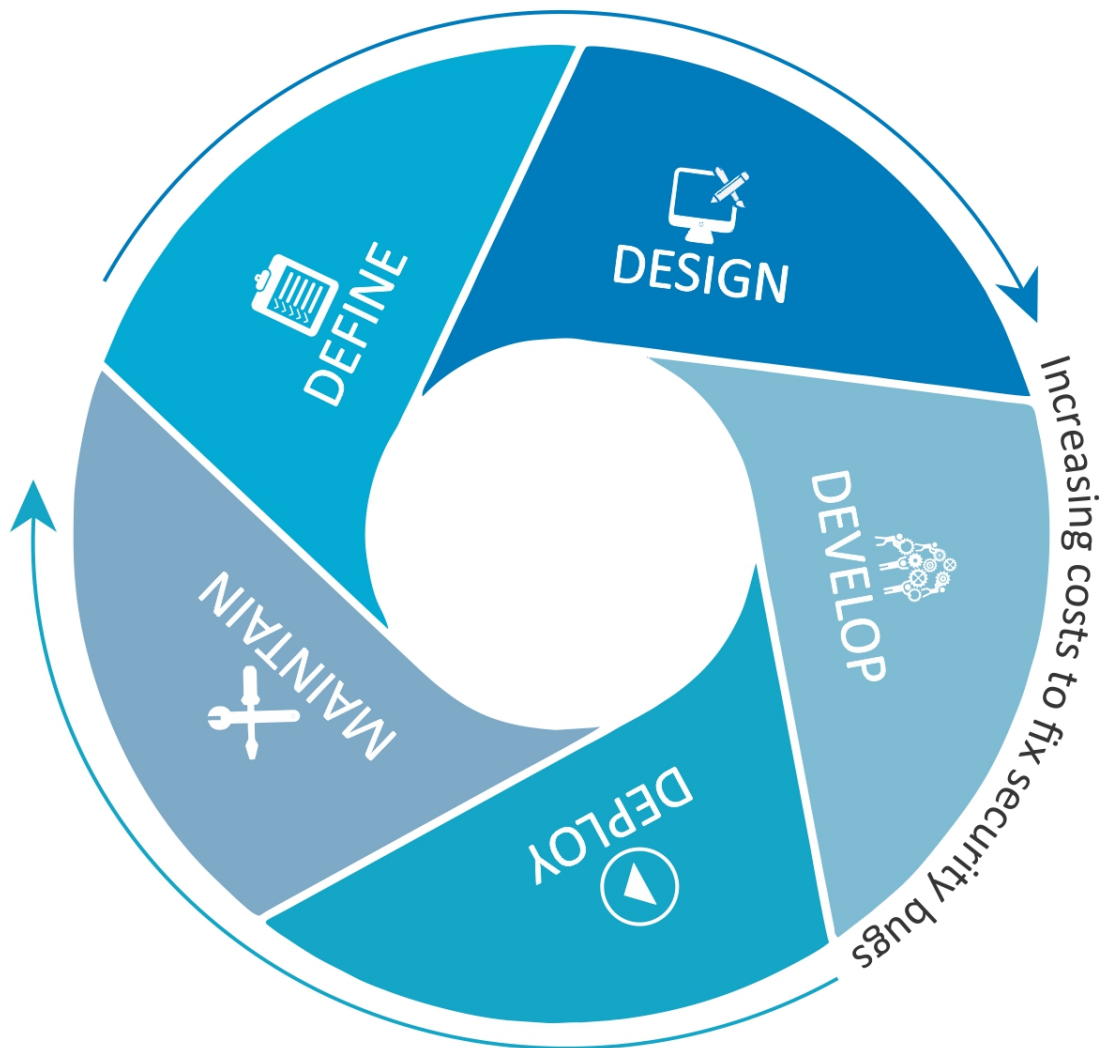 DEFINE
DESIGN
DEVELOP
DEPLOY
MAINTAIN
Increasing costs to fix security bugs